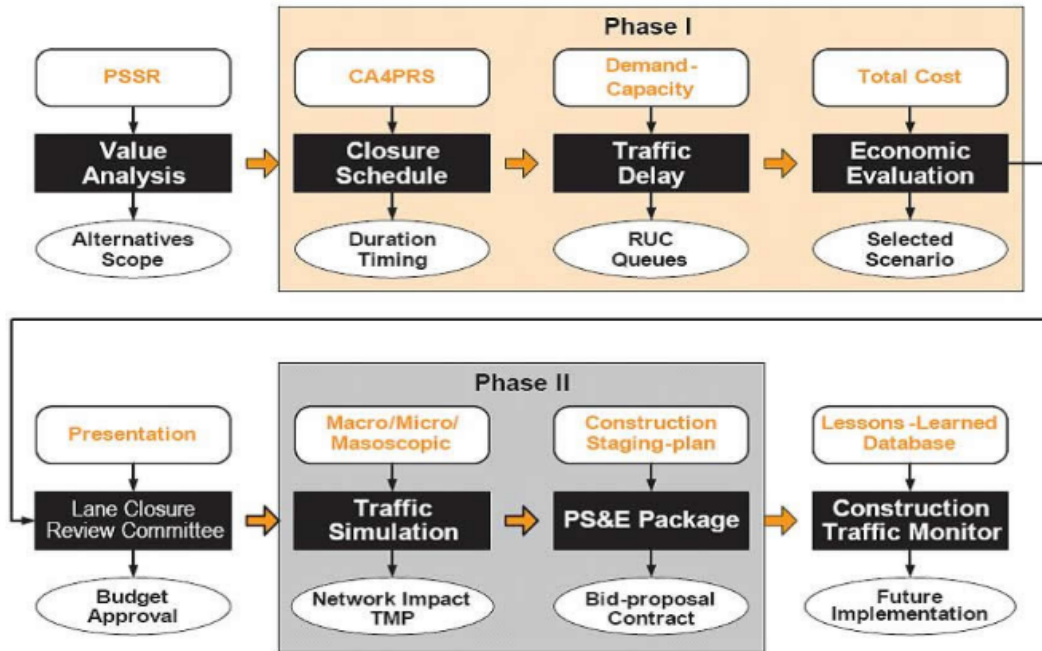 Phase I
PSSR
CA4PRS
Demand-
Capacity
Total Cost
Value
Analysis
Closure
Schedule
Traffic
Delay
Economic
Evaluation
Alternatives
Scope
Duration
Timing
RUC
Queues
Selected
Scenario
Phase II
Presentation
Macro/Micro/
Masoscopic
Construction
Staging-plan
Lessons-Learned
Database
Lane Closure
Review Committee
Traffic
Simulation
PS&E Package
Construction
Traffic Monitor
Budget
Approval
Network Impact
TMP
Bid-proposal
Contract
Future
Implementation